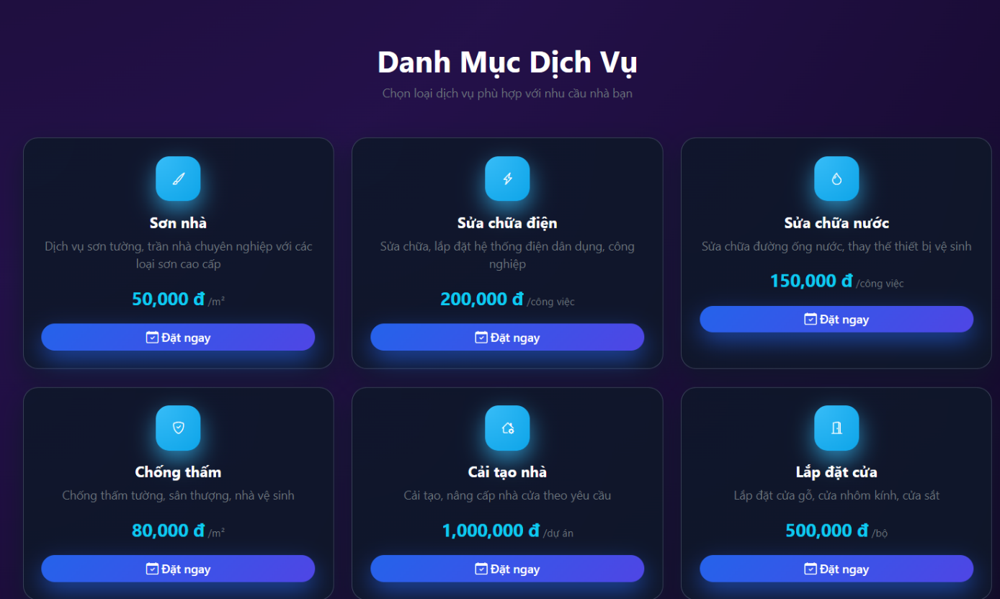 Danh Mục Dịch Vụ
Chọn loại dịch vụ phù hợp với nhu cầu nhà bạn
Sơn nhà
Dịch vụ sơn tường, trần nhà chuyên nghiệp với các
loại sơn cao cấp
50,000 đ /m²
Đặt ngay
Sửa chữa điện
Sửa chữa, lắp đặt hệ thống điện dân dụng, công
nghiệp
200,000 đ /công việc
Đặt ngay
Sửa chữa nước
Sửa chữa đường ống nước, thay thế thiết bị vệ sinh
150,000 đ /công việc
Đặt ngay
Chống thấm
Chống thấm tường, sân thượng, nhà vệ sinh
80,000 đ /m²
Đặt ngay
Cải tạo nhà
Cải tạo, nâng cấp nhà cửa theo yêu cầu
1,000,000 đ /dự án
Đặt ngay
Lắp đặt cửa
Lắp đặt cửa gỗ, cửa nhôm kính, cửa sắt
500,000 đ /bộ
Đặt ngay